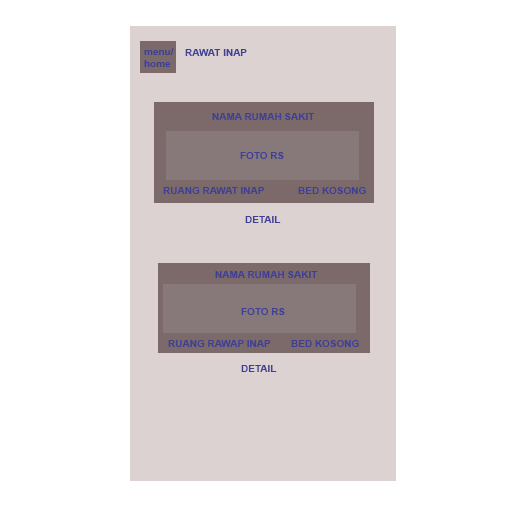 menu/
home
RAWAT INAP
NAMA RUMAH SAKIT
FOTO RS
RUANG RAWAT INAP BED KOSONG
DETAIL
NAMA RUMAH SAKIT
FOTO RS
RUANG RAWAP INAP BED KOSONG
DETAIL